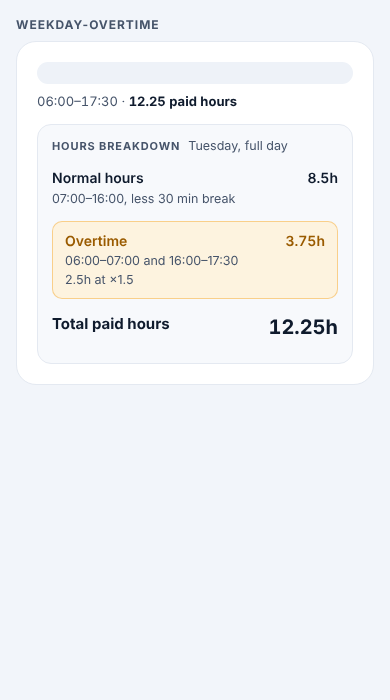 WEEKDAY-OVERTIME
06:00–17:30 · 12.25 paid hours
HOURS BREAKDOWN Tuesday, full day
Normal hours 8.5h
07:00–16:00, less 30 min break
Overtime 3.75h
06:00–07:00 and 16:00–17:30
2.5h at ×1.5
Total paid hours 12.25h